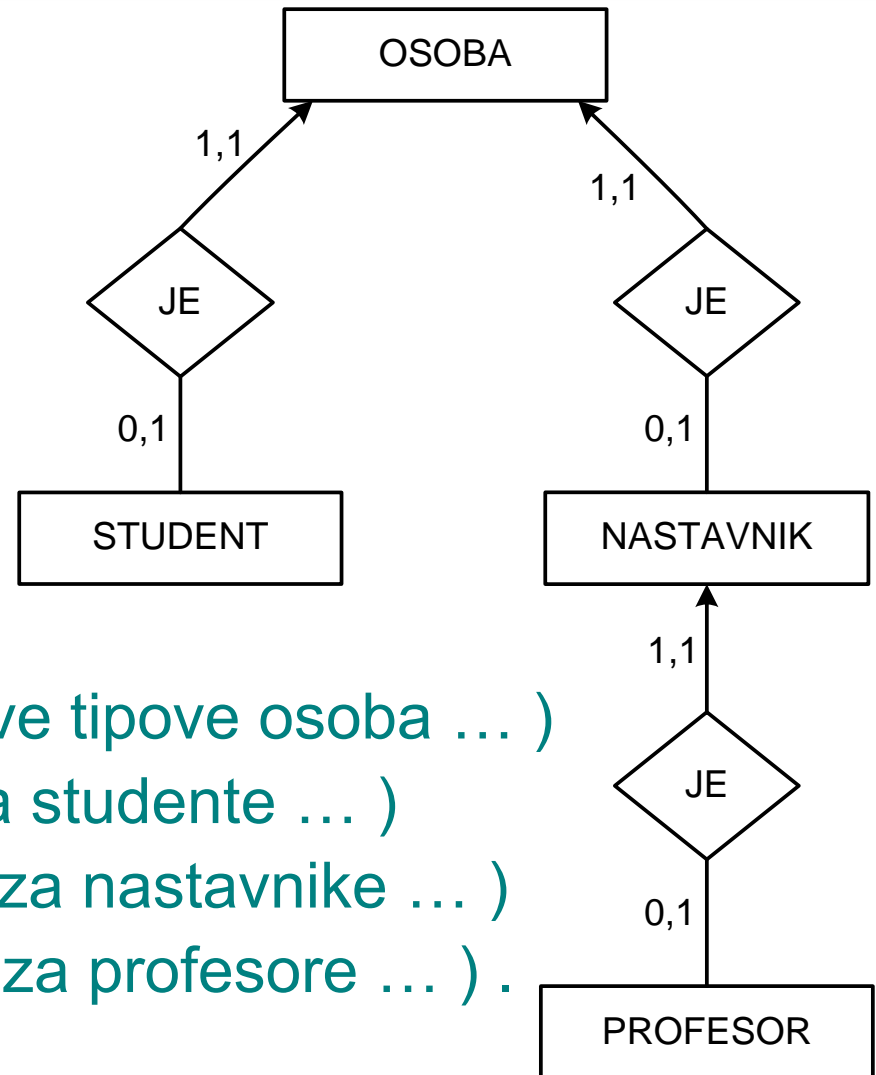 OSOBA
1,1
1,1
JE
JE
0,1
0,1
STUDENT
NASTAVNIK
1,1
ve tipove osoba … )
JE
a studente … )
za nastavnike … )
0,1
za profesore … ) .
PROFESOR